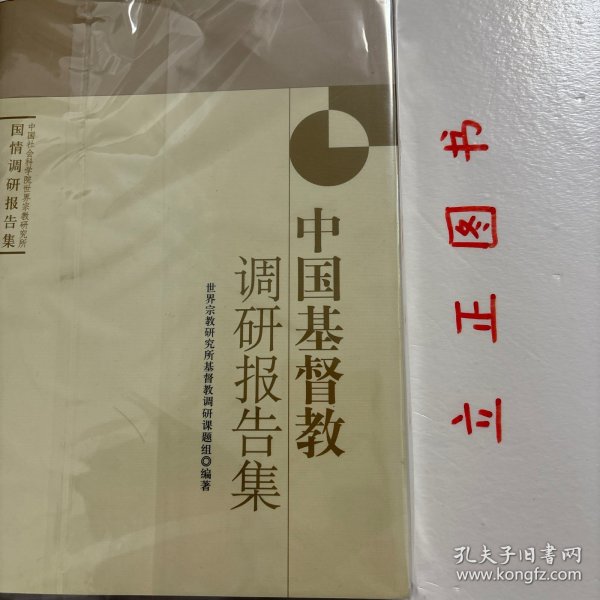 中国社会科学院世界宗教研究所
国情调研报告集
中国基督教
调研报告集
世界宗教研究所基督教调研课题组◎编著
书
图
正
立
孔夫子旧书网
www.kongfz.com